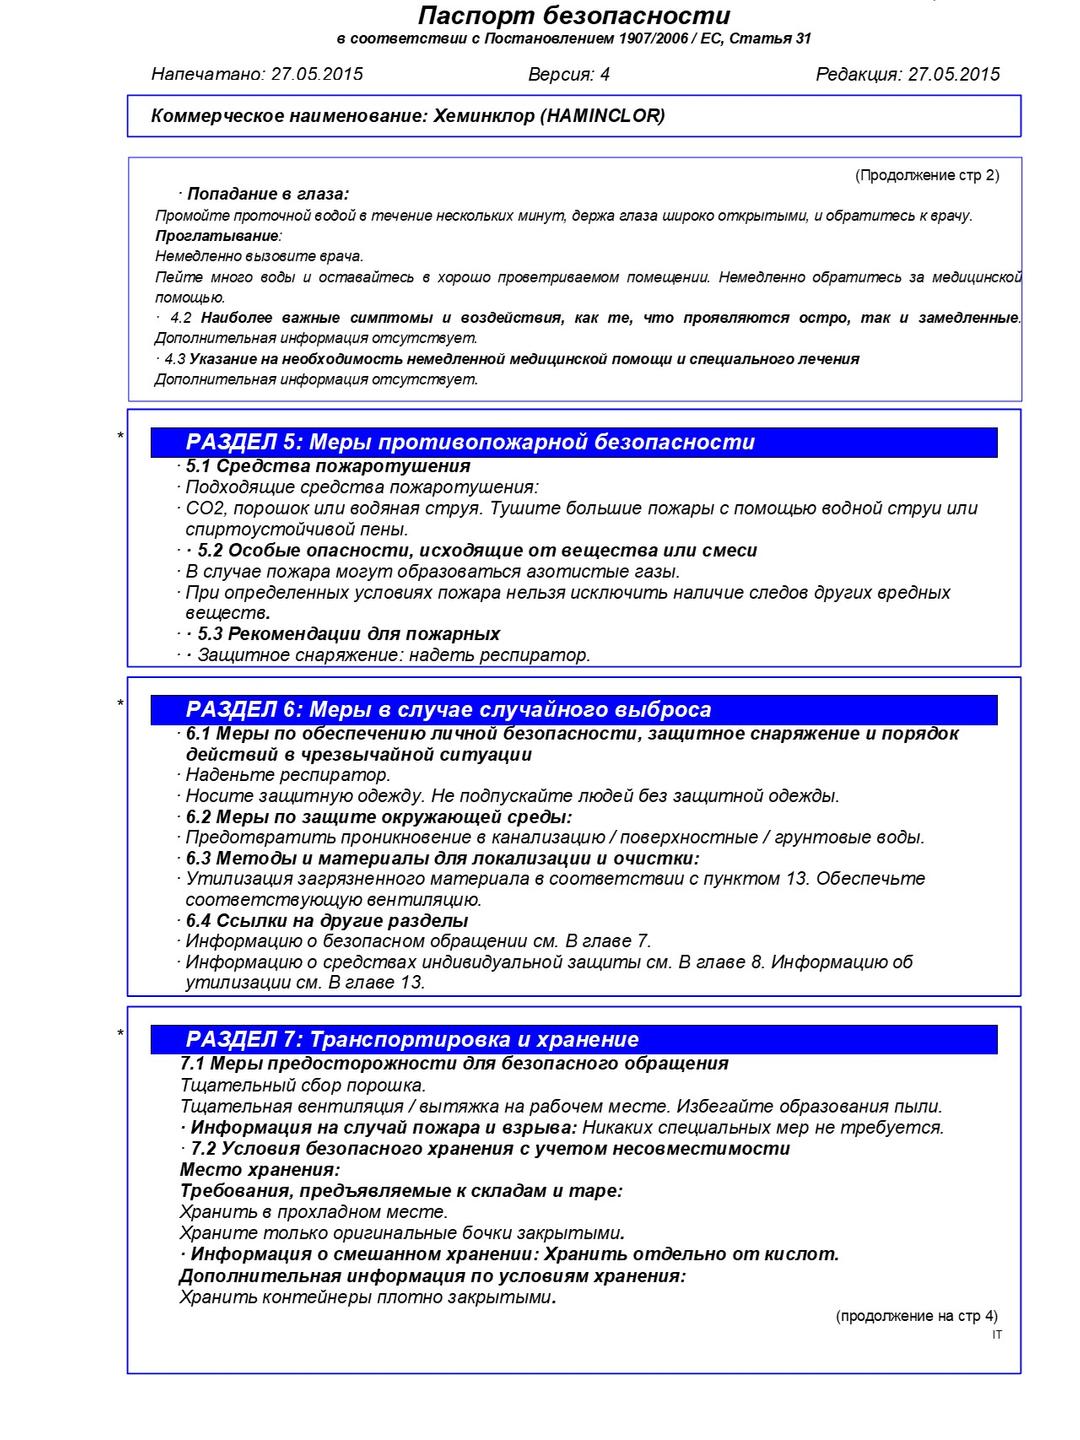 Паспорт безопасности
в соответствии с Постановлением 1907/2006 / ЕС, Статья 31
Напечатано: 27.05.2015 Версия: 4 Редакция: 27.05.2015
Коммерческое наименование: Хеминклор (HAMINCLOR)
(Продолжение стр 2)
· Попадание в глаза:
Промойте проточной водой в течение нескольких минут, держа глаза широко открытыми, и обратитесь к врачу.
Проглатывание:
Немедленно вызовите врача.
Пейте много воды и оставайтесь в хорошо проветриваемом помещении. Немедленно обратитесь за медицинской
помощью.
· 4.2 Наиболее важные симптомы и воздействия, как те, что проявляются остро, так и замедленные.
Дополнительная информация отсутствует.
· 4.3 Указание на необходимость немедленной медицинской помощи и специального лечения
Дополнительная информация отсутствует.
* РАЗДЕЛ 5: Меры противопожарной безопасности
· 5.1 Средства пожаротушения
· Подходящие средства пожаротушения:
· CO2, порошок или водяная струя. Тушите большие пожары с помощью водной струи или
спиртоустойчивой пены.
· · 5.2 Особые опасности, исходящие от вещества или смеси
· В случае пожара могут образоваться азотистые газы.
· При определенных условиях пожара нельзя исключить наличие следов других вредных
веществ.
· · 5.3 Рекомендации для пожарных
· · Защитное снаряжение: надеть респиратор.
* РАЗДЕЛ 6: Меры в случае случайного выброса
· 6.1 Меры по обеспечению личной безопасности, защитное снаряжение и порядок
действий в чрезвычайной ситуации
· Наденьте респиратор.
· Носите защитную одежду. Не подпускайте людей без защитной одежды.
· 6.2 Меры по защите окружающей среды:
· Предотвратить проникновение в канализацию / поверхностные / грунтовые воды.
· 6.3 Методы и материалы для локализации и очистки:
· Утилизация загрязненного материала в соответствии с пунктом 13. Обеспечьте
соответствующую вентиляцию.
· 6.4 Ссылки на другие разделы
· Информацию о безопасном обращении см. В главе 7.
· Информацию о средствах индивидуальной защиты см. В главе 8. Информацию об
утилизации см. В главе 13.
* РАЗДЕЛ 7: Транспортировка и хранение
7.1 Меры предосторожности для безопасного обращения
Тщательный сбор порошка.
Тщательная вентиляция / вытяжка на рабочем месте. Избегайте образования пыли.
· Информация на случай пожара и взрыва: Никаких специальных мер не требуется.
· 7.2 Условия безопасного хранения с учетом несовместимости
Место хранения:
Требования, предъявляемые к складам и таре:
Хранить в прохладном месте.
Храните только оригинальные бочки закрытыми.
· Информация о смешанном хранении: Хранить отдельно от кислот.
Дополнительная информация по условиям хранения:
Хранить контейнеры плотно закрытыми.
(продолжение на стр 4)
IT